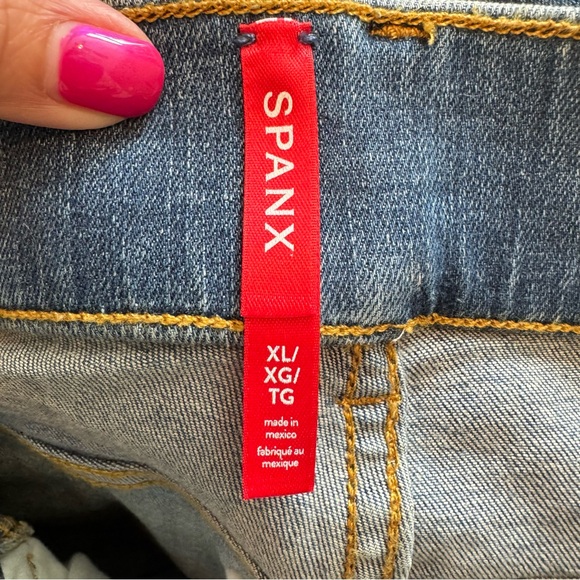 SPANX
XL/
XG/
TG
made in
mexico
fabriqué au
mexique